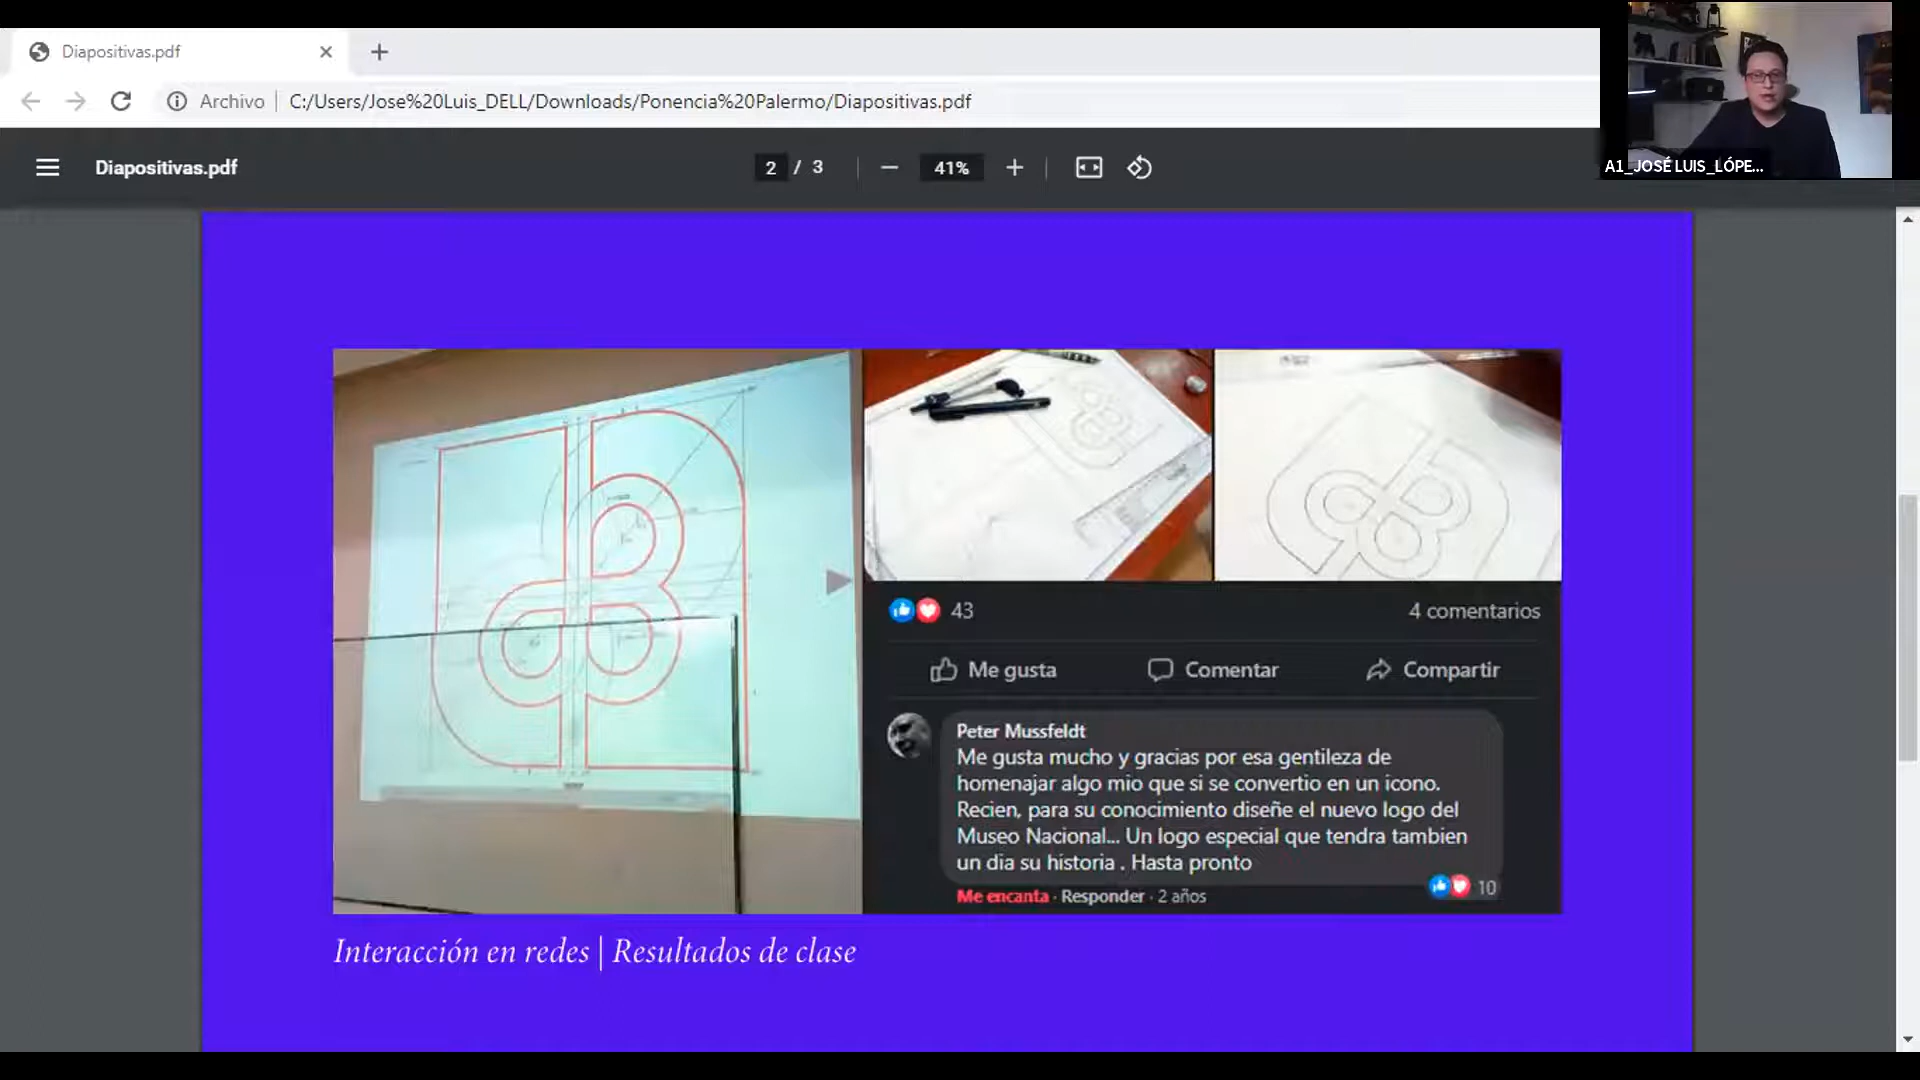 Diapositivas.pdf
Archivo
C:/Users/Jose%20Luis_DELL/Downloads/Ponencia%20Palermo/Diapositivas.pdf
Diapositivas.pdf
2 / 3
41%
A1_JOSÉ LUIS_LÓPE...
43
4 comentarios
Me gusta
Comentar
Compartir
Peter Mussfeldt
Me gusta mucho y gracias por esa gentileza de
homenajar algo mio que si se convertio en un icono.
Recien, para su conocimiento diseñe el nuevo logo del
Museo Nacional... Un logo especial que tendra tambien
un dia su historia . Hasta pronto
10
Me encanta · Responder · 2 años
Interacción en redes | Resultados de clase